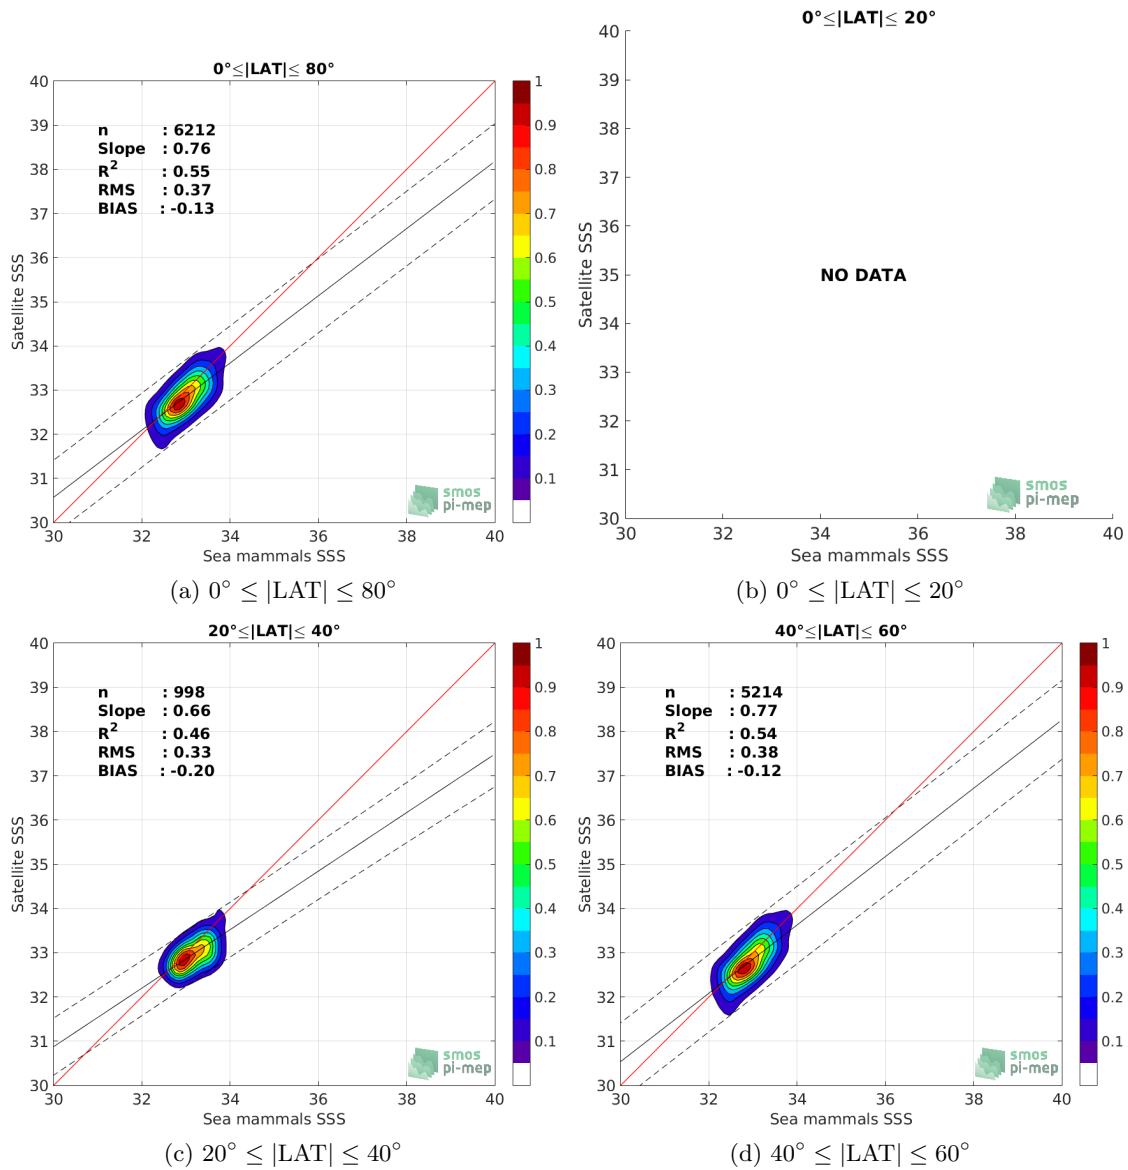 0°≤|LAT|≤ 80°
40
39
38
37
36
35
34
33
32
31
30
Satellite SSS
n : 6212
Slope : 0.76
R² : 0.55
RMS : 0.37
BIAS : -0.13
smos
pi-mep
30 32 34 36 38 40
Sea mammals SSS
1
0.9
0.8
0.7
0.6
0.5
0.4
0.3
0.2
0.1
(a) 0° ≤ |LAT| ≤ 80°
0°≤|LAT|≤ 20°
40
39
38
37
36
35
34
33
32
31
30
Satellite SSS
NO DATA
smos
pi-mep
30 32 34 36 38 40
Sea mammals SSS
(b) 0° ≤ |LAT| ≤ 20°
20°≤|LAT|≤ 40°
40
39
38
37
36
35
34
33
32
31
30
Satellite SSS
n : 998
Slope : 0.66
R² : 0.46
RMS : 0.33
BIAS : -0.20
smos
pi-mep
30 32 34 36 38 40
Sea mammals SSS
1
0.9
0.8
0.7
0.6
0.5
0.4
0.3
0.2
0.1
(c) 20° ≤ |LAT| ≤ 40°
40°≤|LAT|≤ 60°
40
39
38
37
36
35
34
33
32
31
30
Satellite SSS
n : 5214
Slope : 0.77
R² : 0.54
RMS : 0.38
BIAS : -0.12
smos
pi-mep
30 32 34 36 38 40
Sea mammals SSS
1
0.9
0.8
0.7
0.6
0.5
0.4
0.3
0.2
0.1
(d) 40° ≤ |LAT| ≤ 60°